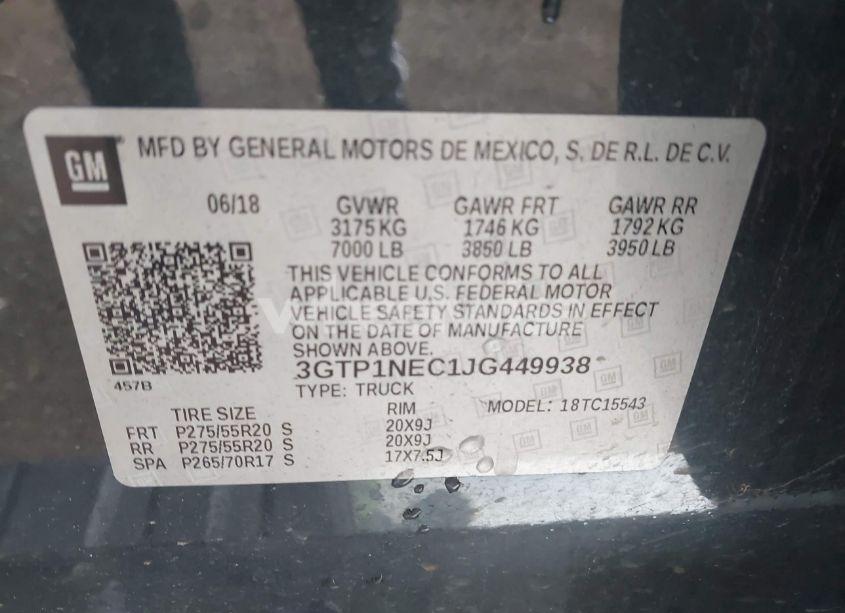 GM MFD BY GENERAL MOTORS DE MEXICO, S. DE R.L. DE C.V.
06/18 GVWR GAWR FRT GAWR RR
3175 KG 1746 KG 1792 KG
7000 LB 3850 LB 3950 LB
THIS VEHICLE CONFORMS TO ALL
APPLICABLE U.S. FEDERAL MOTOR
VEHICLE SAFETY STANDARDS IN EFFECT
ON THE DATE OF MANUFACTURE
SHOWN ABOVE.
3GTP1NEC1JG449938
457B
TYPE: TRUCK
MODEL: 18TC15543
TIRE SIZE RIM
FRT P275/55R20 S 20X9J
RR P275/55R20 S 20X9J
SPA P265/70R17 S 17X7.5J